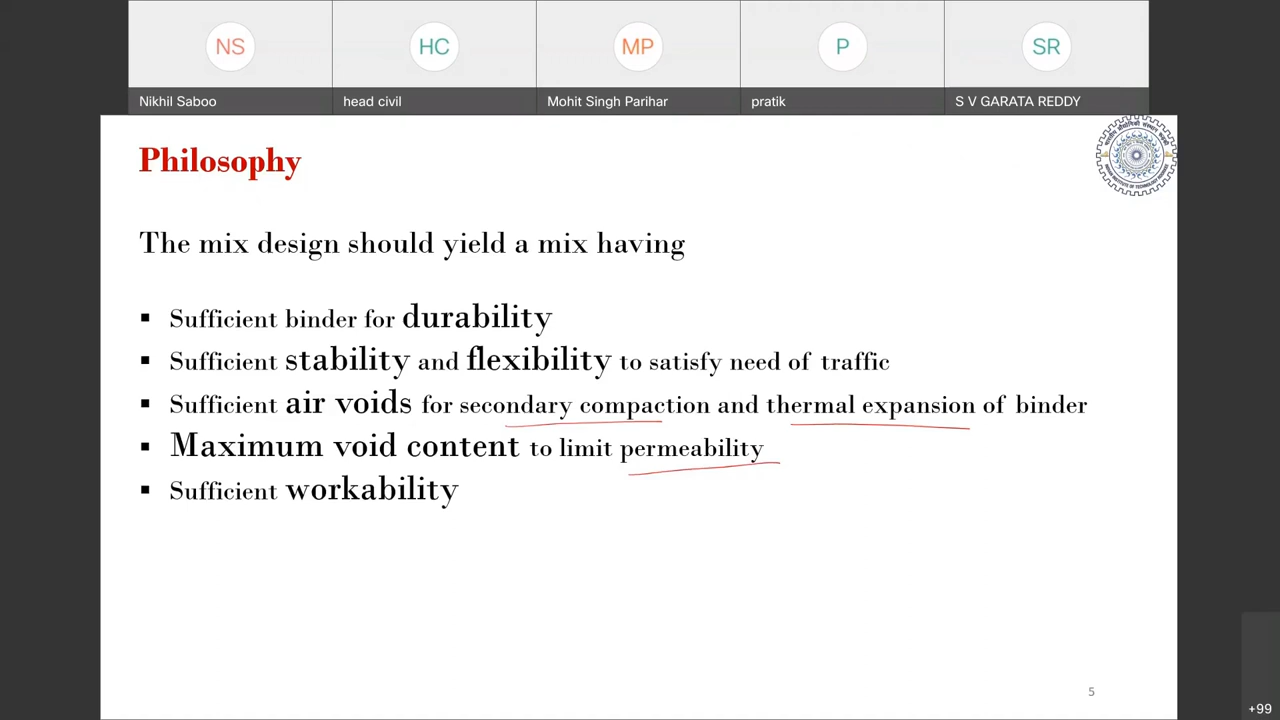 NS HC MP P SR
Nikhil Saboo head civil Mohit Singh Parihar pratik S V GARATA REDDY
Philosophy
The mix design should yield a mix having
▪ Sufficient binder for durability
▪ Sufficient stability and flexibility to satisfy need of traffic
▪ Sufficient air voids for secondary compaction and thermal expansion of binder
▪ Maximum void content to limit permeability
▪ Sufficient workability
5
+99